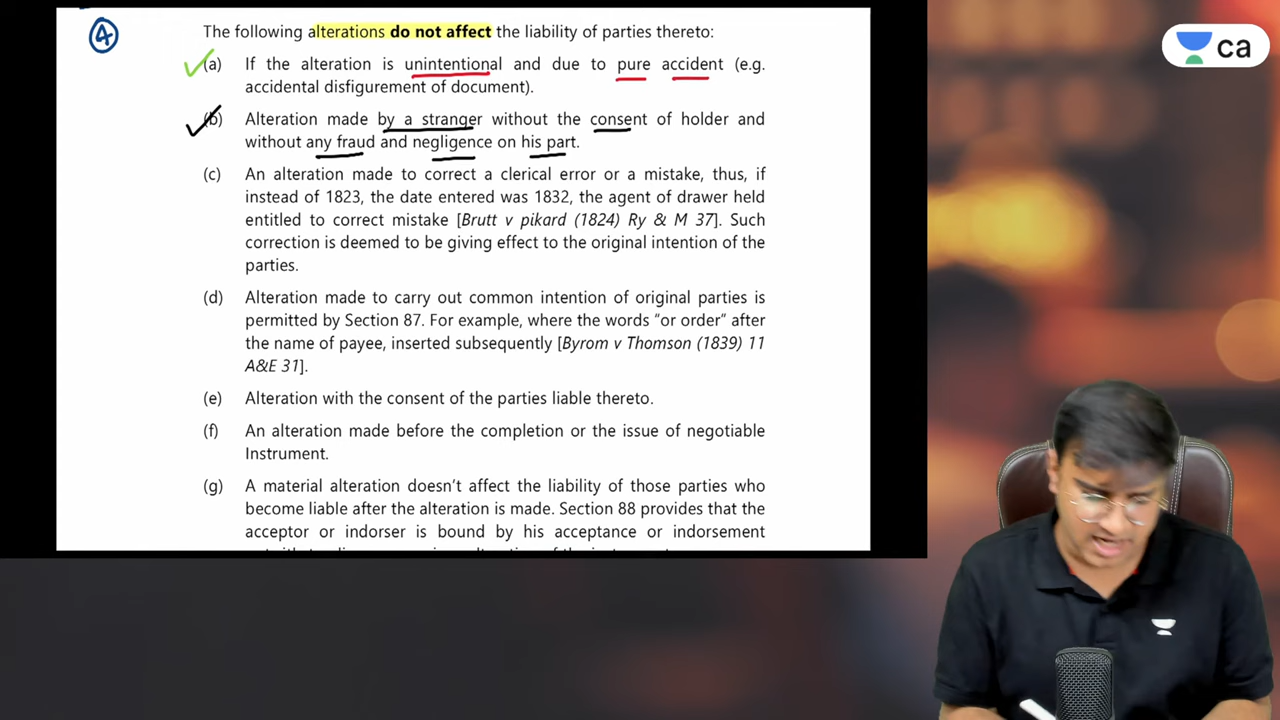 4
The following alterations do not affect the liability of parties thereto:
ca
(a) If the alteration is unintentional and due to pure accident (e.g.
accidental disfigurement of document).
(b) Alteration made by a stranger without the consent of holder and
without any fraud and negligence on his part.
(c) An alteration made to correct a clerical error or a mistake, thus, if
instead of 1823, the date entered was 1832, the agent of drawer held
entitled to correct mistake [Brutt v pikard (1824) Ry & M 37]. Such
correction is deemed to be giving effect to the original intention of the
parties.
(d) Alteration made to carry out common intention of original parties is
permitted by Section 87. For example, where the words "or order" after
the name of payee, inserted subsequently [Byrom v Thomson (1839) 11
A&E 31].
(e) Alteration with the consent of the parties liable thereto.
(f) An alteration made before the completion or the issue of negotiable
Instrument.
(g) A material alteration doesn't affect the liability of those parties who
become liable after the alteration is made. Section 88 provides that the
acceptor or indorser is bound by his acceptance or indorsement